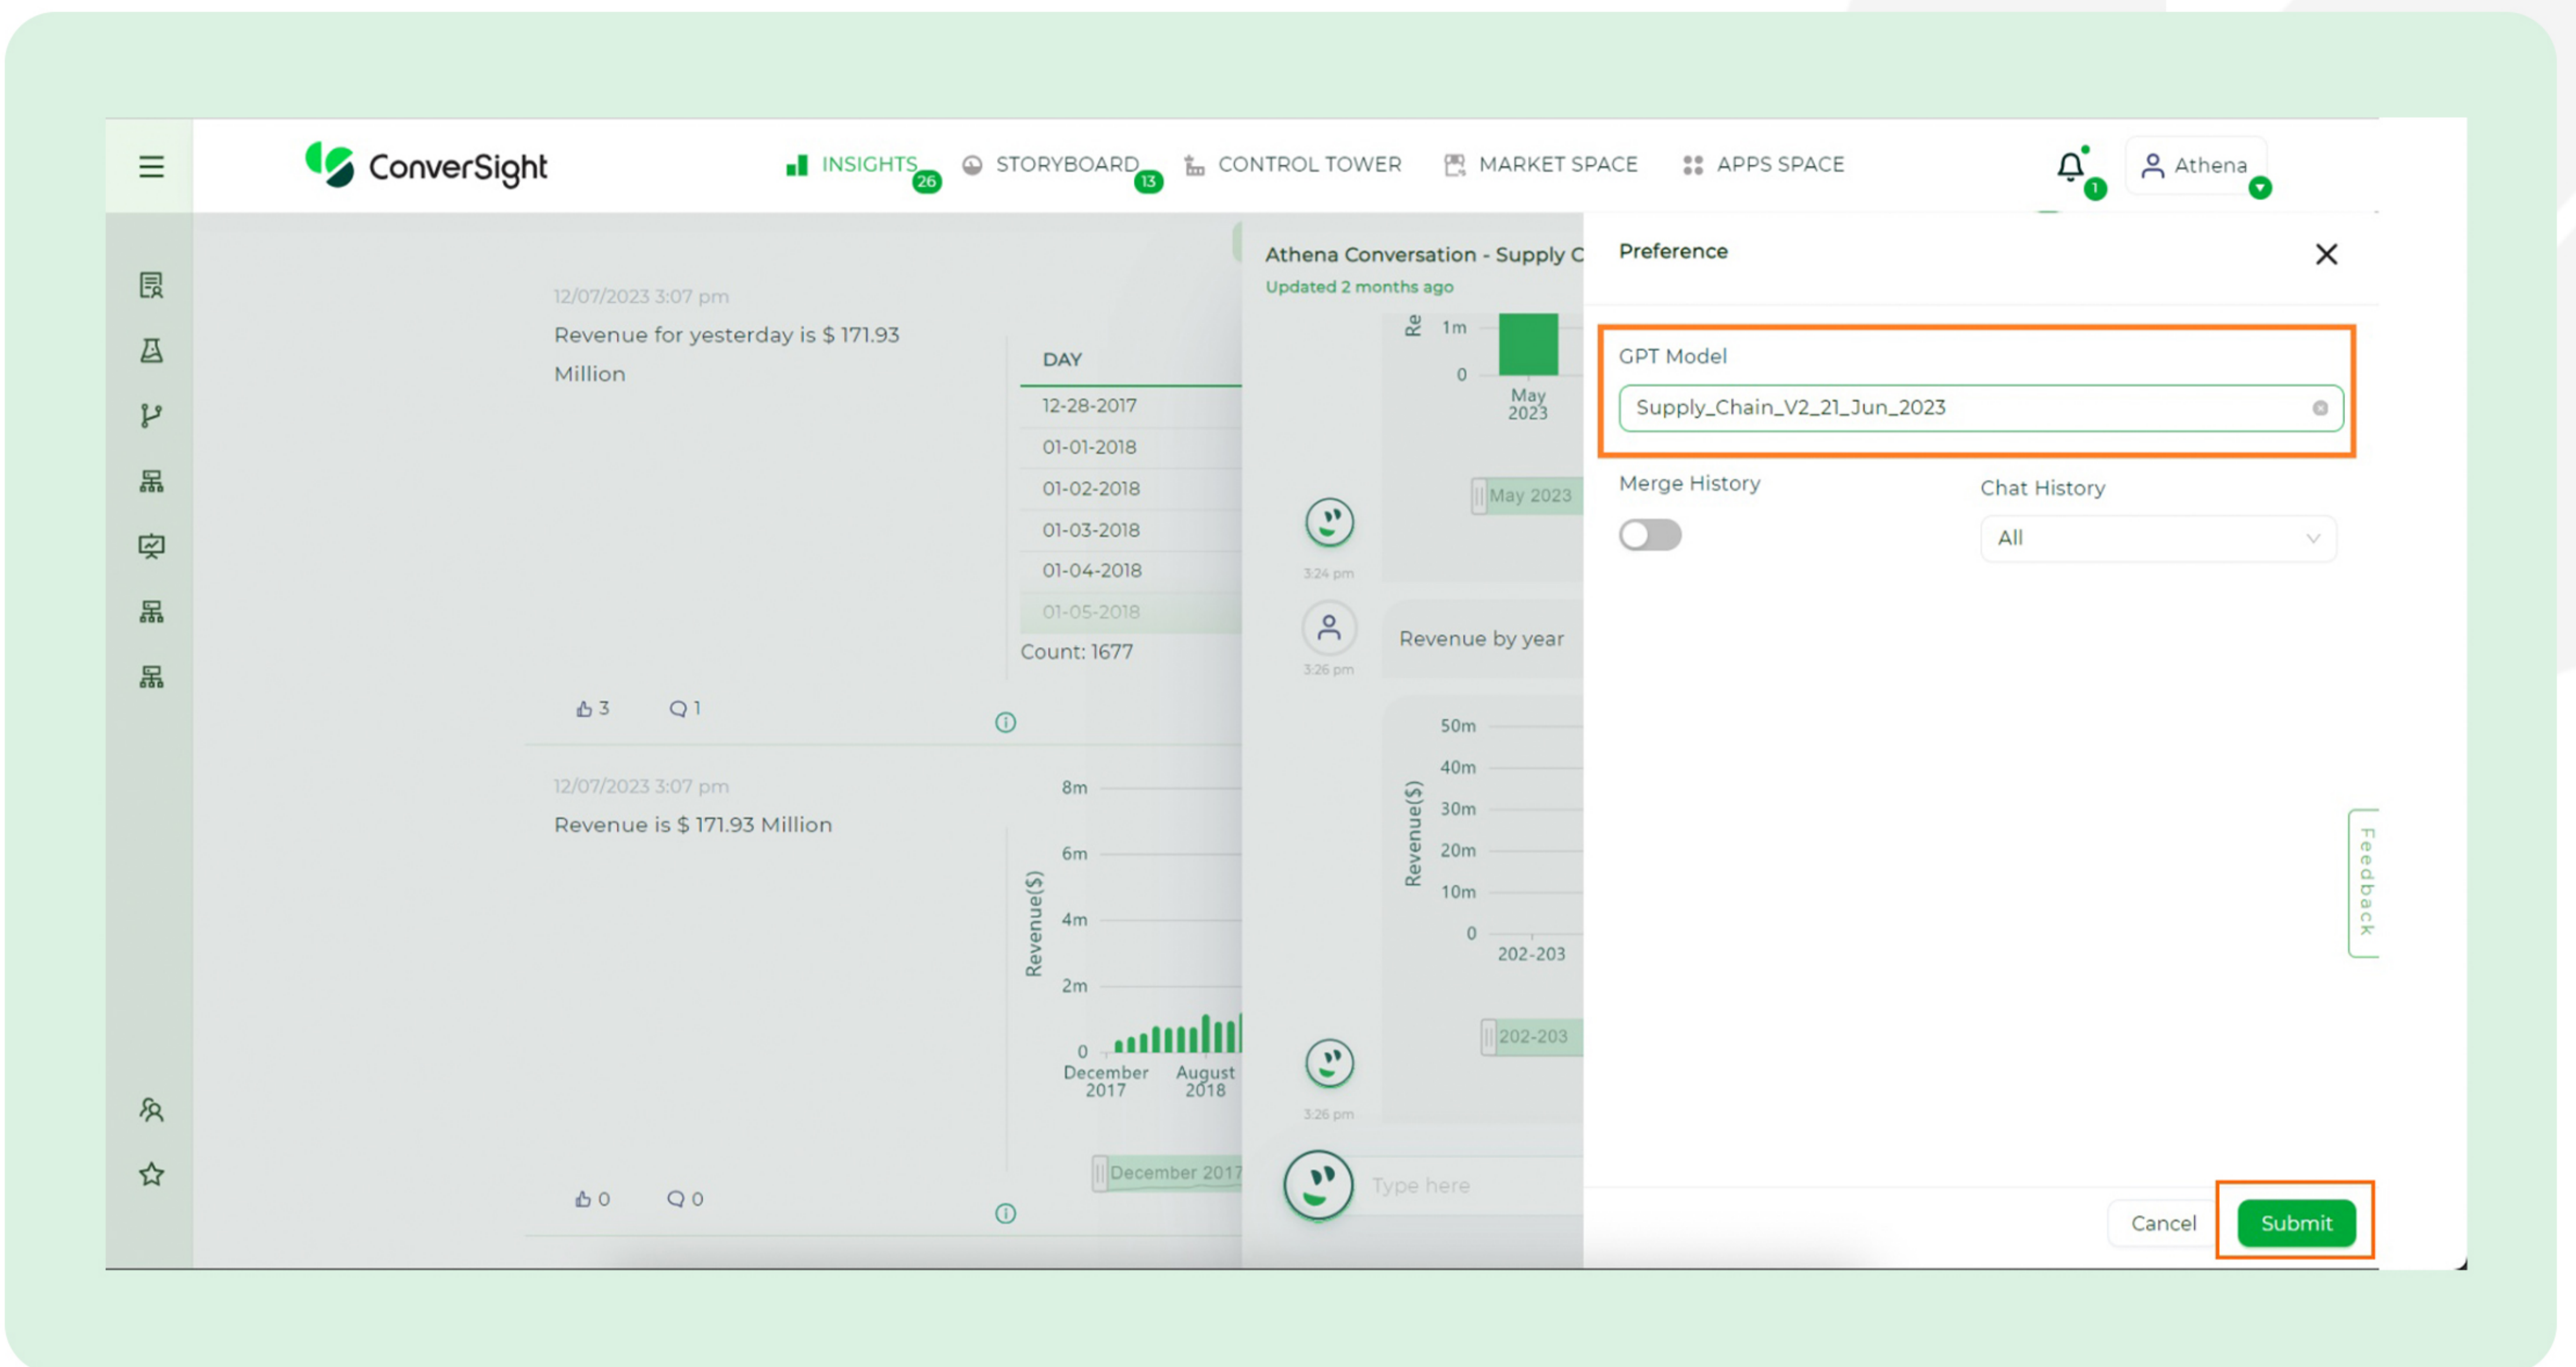 ConverSight
INSIGHTS 26
STORYBOARD 13
CONTROL TOWER
MARKET SPACE
APPS SPACE
1
Athena
12/07/2023 3:07 pm
Revenue for yesterday is $ 171.93
Million
DAY
12-28-2017
01-01-2018
01-02-2018
01-03-2018
01-04-2018
01-05-2018
Count: 1677
3
1
12/07/2023 3:07 pm
Revenue is $ 171.93 Million
Revenue($)
8m
6m
4m
2m
0
December
2017
August
2018
December 2017
0
0
Athena Conversation - Supply C
Updated 2 months ago
Re
1m
0
May
2023
May 2023
3:24 pm
Revenue by year
3:26 pm
Revenue($)
50m
40m
30m
20m
10m
0
202-203
202-203
3:26 pm
Type here
Preference
GPT Model
Supply_Chain_V2_21_Jun_2023
Merge History
Chat History
All
Feedback
Cancel
Submit